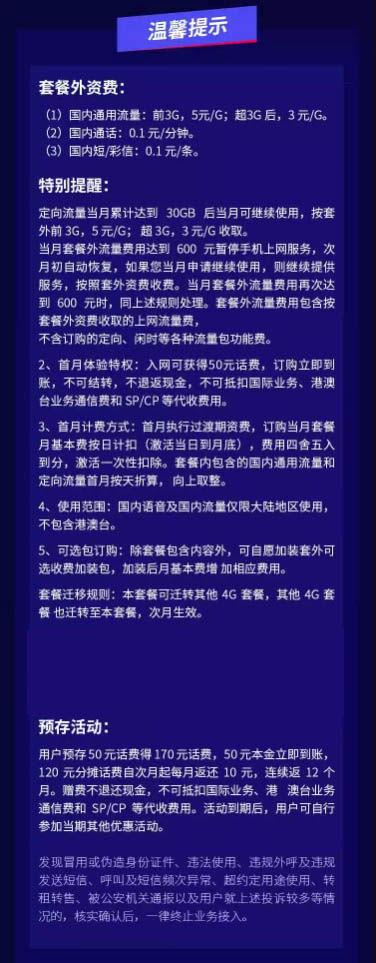 温馨提示
套餐外资费：
（1）国内通用流量：前3G，5元/G；超3G 后，3 元/G。
（2）国内通话：0.1 元/分钟。
（3）国内短/彩信：0.1 元/条。
特别提醒：
定向流量当月累计达到 30GB 后当月可继续使用，按套
外前 3G，5 元/G； 超 3G，3 元/G 收取。
当月套餐外流量费用达到 600 元暂停手机上网服务，次
月初自动恢复，如果您当月申请继续使用，则继续提供
服务，按照套外资费收费。当月套餐外流量费用再次达
到 600 元时，同上述规则处理。套餐外流量费用包含按
套餐外资费收取的上网流量费，
不含订购的定向、闲时等各种流量包功能费。
2、首月体验特权：入网可获得50元话费，订购立即到
账，不可结转，不退返现金，不可抵扣国际业务、港澳
台业务通信费和 SP/CP 等代收费用。
3、首月计费方式：首月执行过渡期资费，订购当月套餐
月基本费按日计扣（激活当日到月底），费用四舍五入
到分，激活一次性扣除。套餐内包含的国内通用流量和
定向流量首月按天折算， 向上取整。
4、使用范围：国内语音及国内流量仅限大陆地区使用，
不包含港澳台。
5、可选包订购：除套餐包含内容外，可自愿加装套外可
选收费加装包，加装后月基本费增 加相应费用。
套餐迁移规则：本套餐可迁转其他 4G 套餐，其他 4G 套
餐 也迁转至本套餐，次月生效。
预存活动：
用户预存 50 元话费得 170 元话费，50 元本金立即到账，
120 元分摊话费自次月起每月返还 10 元，连续返 12 个
月。赠费不退还现金，不可抵扣国际业务、港 澳台业务
通信费和 SP/CP 等代收费用。活动到期后，用户可自行
参加当期其他优惠活动。
发现冒用或伪造身份证件、违法使用、违规外呼及违规
发送短信、呼叫及短信频次异常、超约定用途使用、转
租转售、被公安机关通报以及用户就上述投诉较多等情
况的，核实确认后，一律终止业务接入。